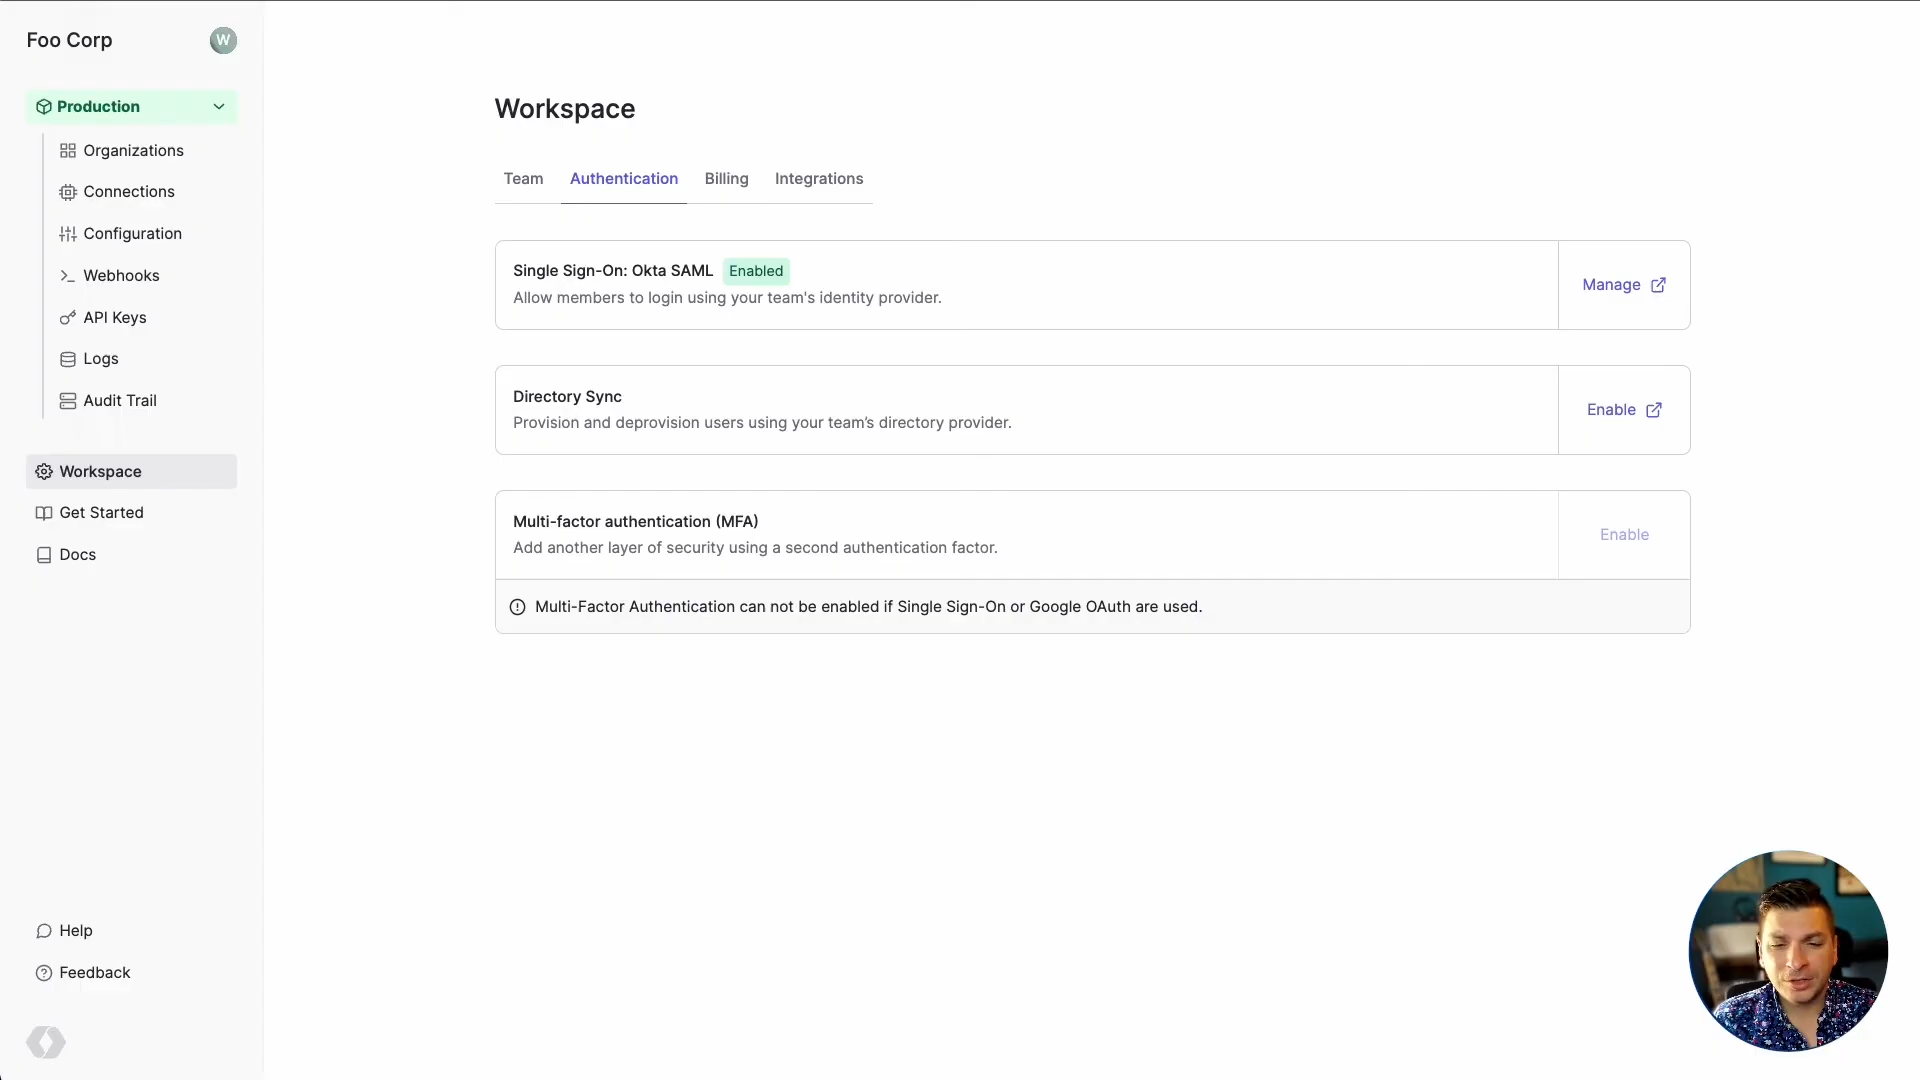 Foo Corp
W
Production
Organizations
Connections
Configuration
Webhooks
API Keys
Logs
Audit Trail
Workspace
Get Started
Docs
Help
Feedback
Workspace
Team Authentication Billing Integrations
Single Sign-On: Okta SAML Enabled
Allow members to login using your team's identity provider.
Manage
Directory Sync
Provision and deprovision users using your team’s directory provider.
Enable
Multi-factor authentication (MFA)
Add another layer of security using a second authentication factor.
Enable
Multi-Factor Authentication can not be enabled if Single Sign-On or Google OAuth are used.